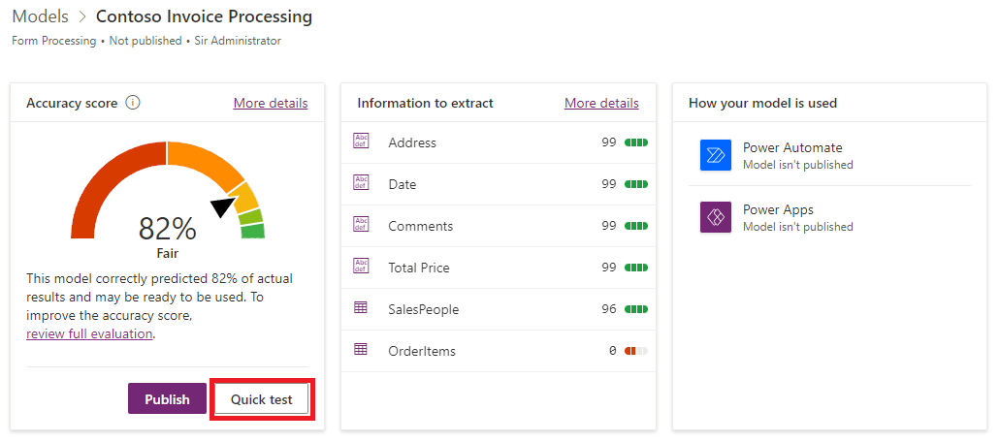 Models > Contoso Invoice Processing
Form Processing • Not published • Sir Administrator
Accuracy score
More details
82%
Fair
This model correctly predicted 82% of actual
results and may be ready to be used. To
improve the accuracy score,
review full evaluation.
Publish
Quick test
Information to extract
More details
Abc def Address 99
Abc def Date 99
Abc def Comments 99
Abc def Total Price 99
SalesPeople 96
OrderItems 0
How your model is used
Power Automate
Model isn't published
Power Apps
Model isn't published